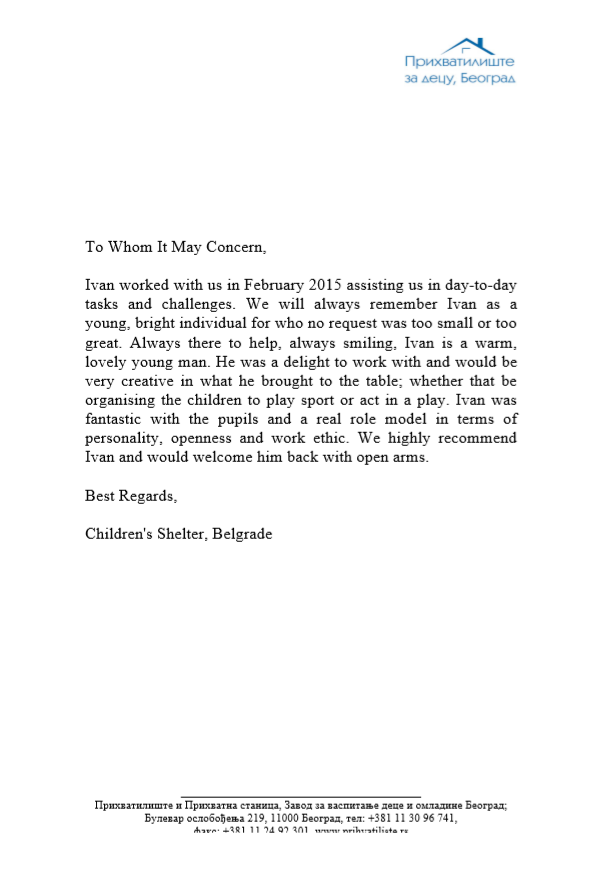 Прихватилиште
за децу, Београд
To Whom It May Concern,
Ivan worked with us in February 2015 assisting us in day-to-day
tasks and challenges. We will always remember Ivan as a
young, bright individual for who no request was too small or too
great. Always there to help, always smiling, Ivan is a warm,
lovely young man. He was a delight to work with and would be
very creative in what he brought to the table; whether that be
organising the children to play sport or act in a play. Ivan was
fantastic with the pupils and a real role model in terms of
personality, openness and work ethic. We highly recommend
Ivan and would welcome him back with open arms.
Best Regards,
Children's Shelter, Belgrade
Прихватилиште и Прихватна станица, Завод за васпитање деце и омладине Београд;
Булевар ослобођења 219, 11000 Београд, тел: +381 11 30 96 741,
факс: +381 11 24 92 301, www.prihvatiliste.rs